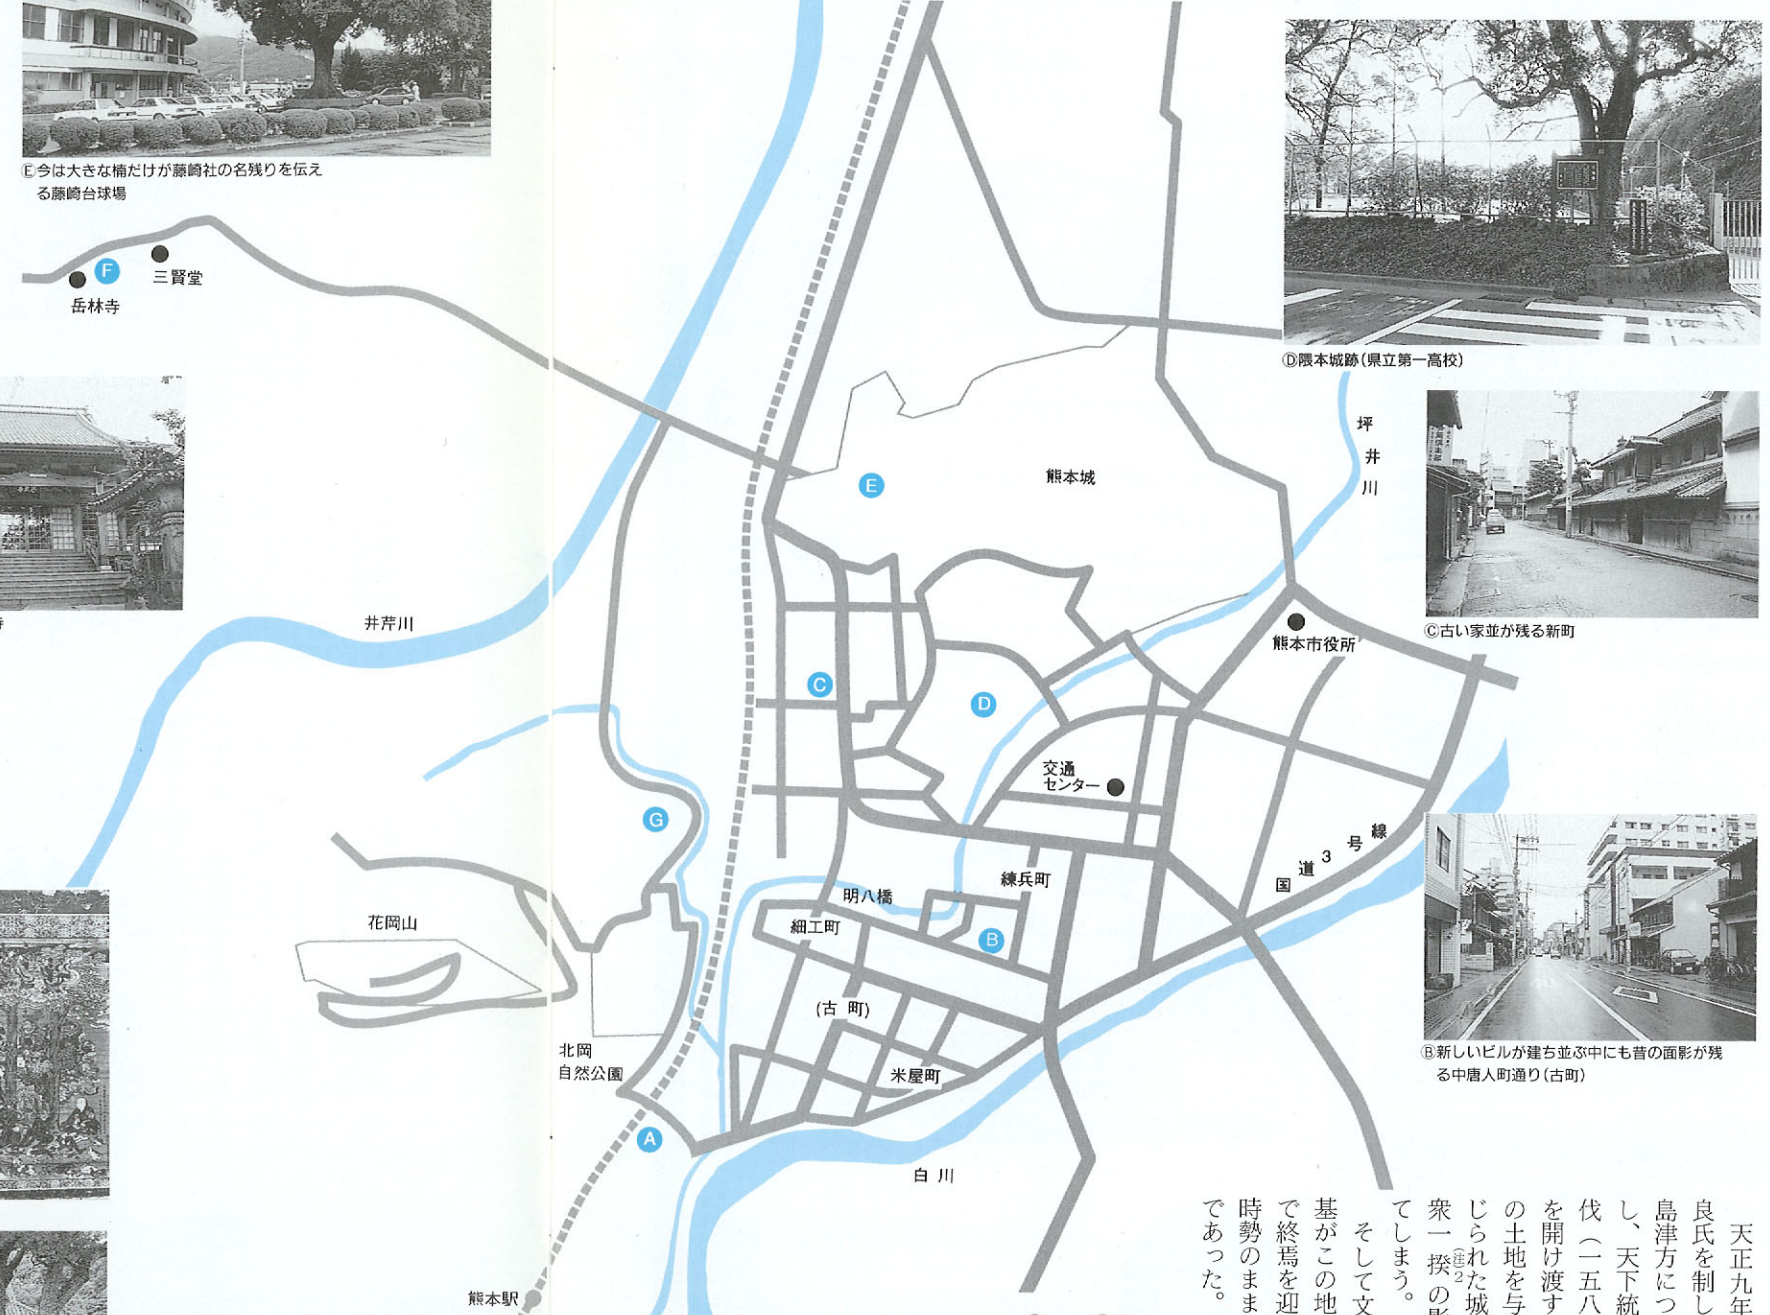 Ⓔ今は大きな楠だけが藤崎社の名残りを伝え
る藤崎台球場
F
三賢堂
岳林寺
Ⓓ隈本城跡(県立第一高校)
坪井川
E
熊本城
Ⓒ古い家並が残る新町
井芹川
熊本市役所
C
D
交通
センター
G
国道3号線
練兵町
明八橋
花岡山
細工町
B
(古 町)
北岡
自然公園
米屋町
Ⓑ新しいビルが建ち並ぶ中にも昔の面影が残
る中唐人町通り(古町)
A
白川
熊本駅
天正九年
良氏を制し
島津方につ
し、天下統
伐(一五八
を開け渡す
の土地を与
じられた城
(注2)
衆一揆の影
てしまう。
そして文
基がこの地
で終焉を迎
時勢のまま
であった。